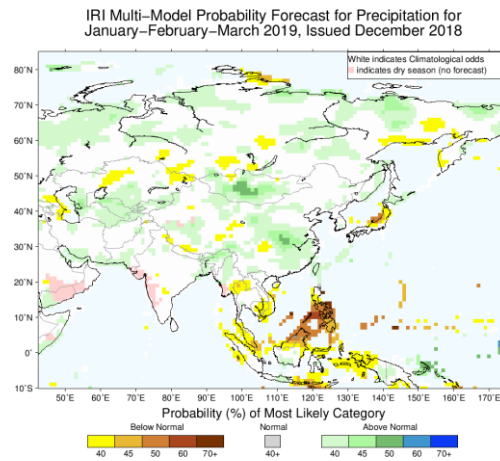 IRI Multi-Model Probability Forecast for Precipitation for
January-February-March 2019, Issued December 2018
White indicates Climatological odds
indicates dry season (no forecast)
80°N
70°N
60°N
50°N
40°N
30°N
20°N
10°N
0°
10°S
50°E 60°E 70°E 80°E 90°E 100°E 110°E 120°E 130°E 140°E 150°E 160°E 170°E
Probability (%) of Most Likely Category
Below Normal Normal Above Normal
40 45 50 60 70+ 40+ 40 45 50 60 70+